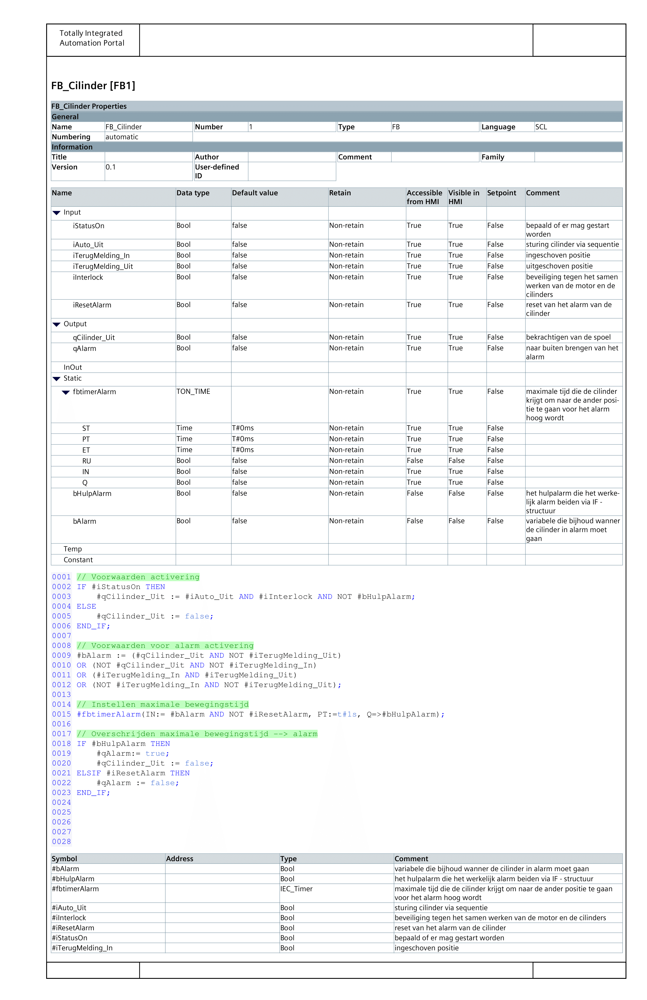 Totally Integrated
Automation Portal
FB_Cilinder [FB1]
FB_Cilinder Properties
General
Name FB_Cilinder Number 1 Type FB Language SCL
Numbering automatic
Information
Title Author Comment Family
Version 0.1 User-defined
ID
Name Data type Default value Retain Accessible Visible in Setpoint Comment
from HMI HMI
Input
iStatusOn Bool false Non-retain True True False bepaald of er mag gestart
worden
iAuto_Uit Bool false Non-retain True True False sturing cilinder via sequentie
iTerugMelding_In Bool false Non-retain True True False ingeschoven positie
iTerugMelding_Uit Bool false Non-retain True True False uitgeschoven positie
iInterlock Bool false Non-retain True True False beveiliging tegen het samen
werken van de motor en de
cilinders
iResetAlarm Bool false Non-retain True True False reset van het alarm van de
cilinder
Output
qCilinder_Uit Bool false Non-retain True True False bekrachtigen van de spoel
qAlarm Bool false Non-retain True True False naar buiten brengen van het
alarm
InOut
Static
fbtimerAlarm TON_TIME Non-retain True True False maximale tijd die de cilinder
krijgt om naar de ander posi-
tie te gaan voor het alarm
hoog wordt
ST Time T#0ms Non-retain True True False
PT Time T#0ms Non-retain True True False
ET Time T#0ms Non-retain True True False
RU Bool false Non-retain False False False
IN Bool false Non-retain True True False
Q Bool false Non-retain True True False
bHulpAlarm Bool false Non-retain False False False het hulpalarm die het werke-
lijk alarm beiden via IF -
structuur
bAlarm Bool false Non-retain False False False variabele die bijhoud wanner
de cilinder in alarm moet
gaan
Temp
Constant
0001 // Voorwaarden activering
0002 IF #iStatusOn THEN
0003 #qCilinder_Uit := #iAuto_Uit AND #iInterlock AND NOT #bHulpAlarm;
0004 ELSE
0005 #qCilinder_Uit := false;
0006 END_IF;
0007
0008 // Voorwaarden voor alarm activering
0009 #bAlarm := (#qCilinder_Uit AND NOT #iTerugMelding_Uit)
0010 OR (NOT #qCilinder_Uit AND NOT #iTerugMelding_In)
0011 OR (#iTerugMelding_In AND #iTerugMelding_Uit)
0012 OR (NOT #iTerugMelding_In AND NOT #iTerugMelding_Uit);
0013
0014 // Instellen maximale bewegingstijd
0015 #fbtimerAlarm(IN:= #bAlarm AND NOT #iResetAlarm, PT:=t#1s, Q=>#bHulpAlarm);
0016
0017 // Overschrijden maximale bewegingstijd --> alarm
0018 IF #bHulpAlarm THEN
0019 #qAlarm:= true;
0020 #qCilinder_Uit := false;
0021 ELSIF #iResetAlarm THEN
0022 #qAlarm := false;
0023 END_IF;
0024
0025
0026
0027
0028
Symbol Address Type Comment
#bAlarm Bool variabele die bijhoud wanner de cilinder in alarm moet gaan
#bHulpAlarm Bool het hulpalarm die het werkelijk alarm beiden via IF - structuur
#fbtimerAlarm IEC_Timer maximale tijd die de cilinder krijgt om naar de ander positie te gaan
voor het alarm hoog wordt
#iAuto_Uit Bool sturing cilinder via sequentie
#iInterlock Bool beveiliging tegen het samen werken van de motor en de cilinders
#iResetAlarm Bool reset van het alarm van de cilinder
#iStatusOn Bool bepaald of er mag gestart worden
#iTerugMelding_In Bool ingeschoven positie